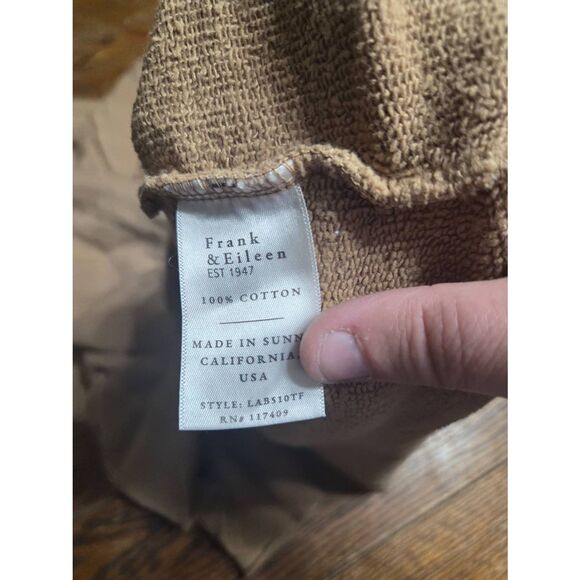 Frank
& Eileen
EST 1947
100% COTTON
MADE IN SUNN
CALIFORNIA,
USA
STYLE: LABS10TF
RN# 117409